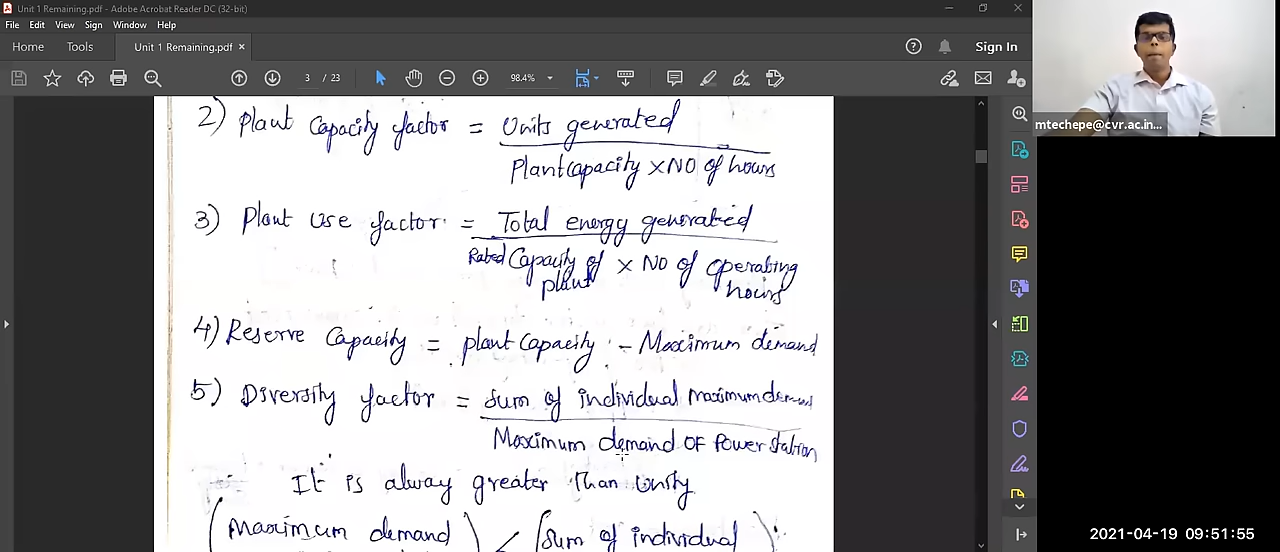 Unit 1 Remaining.pdf - Adobe Acrobat Reader DC (32-bit)
File Edit View Sign Window Help
Home Tools Unit 1 Remaining.pdf × Sign In
3 / 23 98.4%
2) Plant Capacity factor = Units generated
Plant capacity × NO of hours
3) Plant use factor = Total energy generated
Rated Capacity of plant × NO of operating hours
4) Reserve Capacity = plant capacity - Maximum demand
5) Diversity factor = sum of individual maximum demand
Maximum demand OF Power station
It is alway greater than Unity
(Maximum demand) < (sum of individual
mtechepe@cvr.ac.in...
2021-04-19 09:51:55